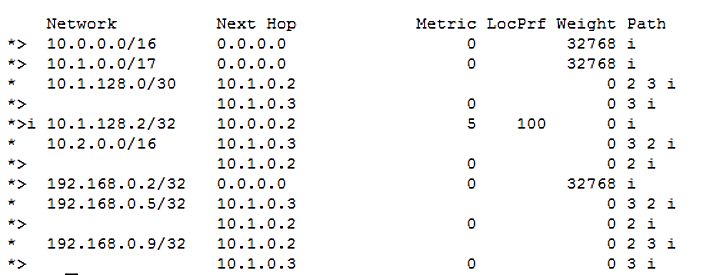 Network Next Hop Metric LocPrf Weight Path
*> 10.0.0.0/16 0.0.0.0 0 32768 i
*> 10.1.0.0/17 0.0.0.0 0 32768 i
* 10.1.128.0/30 10.1.0.2 0 2 3 i
*> 10.1.0.3 0 0 3 i
*>i 10.1.128.2/32 10.0.0.2 5 100 0 i
* 10.2.0.0/16 10.1.0.3 0 3 2 i
*> 10.1.0.2 0 0 2 i
*> 192.168.0.2/32 0.0.0.0 0 32768 i
* 192.168.0.5/32 10.1.0.3 0 3 2 i
*> 10.1.0.2 0 0 2 i
* 192.168.0.9/32 10.1.0.2 0 2 3 i
*> 10.1.0.3 0 0 3 i